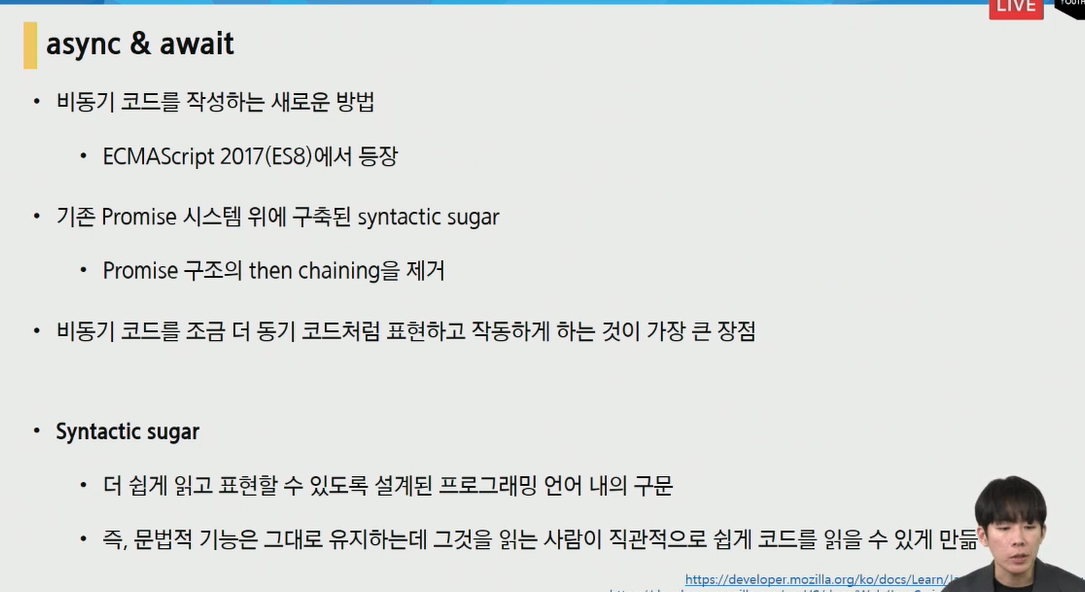 LIVE
YOUTH
async & await
• 비동기 코드를 작성하는 새로운 방법
• ECMAScript 2017(ES8)에서 등장
• 기존 Promise 시스템 위에 구축된 syntactic sugar
• Promise 구조의 then chaining을 제거
• 비동기 코드를 조금 더 동기 코드처럼 표현하고 작동하게 하는 것이 가장 큰 장점
• Syntactic sugar
• 더 쉽게 읽고 표현할 수 있도록 설계된 프로그래밍 언어 내의 구문
• 즉, 문법적 기능은 그대로 유지하는데 그것을 읽는 사람이 직관적으로 쉽게 코드를 읽을 수 있게 만듦
https://developer.mozilla.org/ko/docs/Learn/